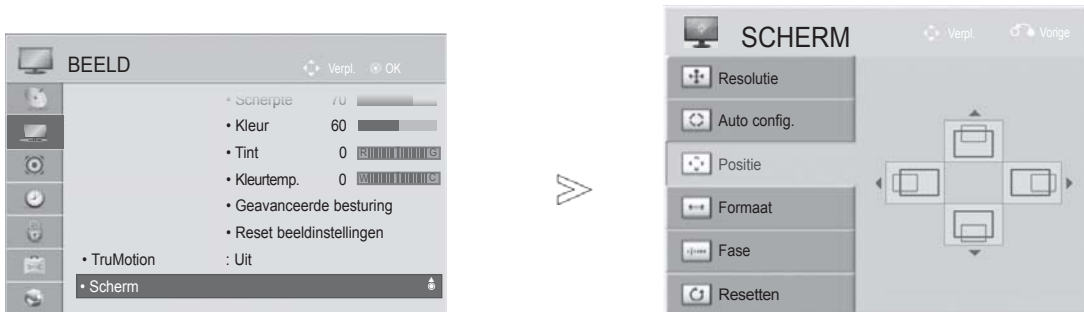 BEELD
Verpl. OK
• Scherpte 70
• Kleur 60
• Tint 0 R G
• Kleurtemp. 0 W C
• Geavanceerde besturing
• Reset beeldinstellingen
• TruMotion : Uit
• Scherm
SCHERM
Verpl. Vorige
Resolutie
Auto config.
Positie
Formaat
Fase
Resetten